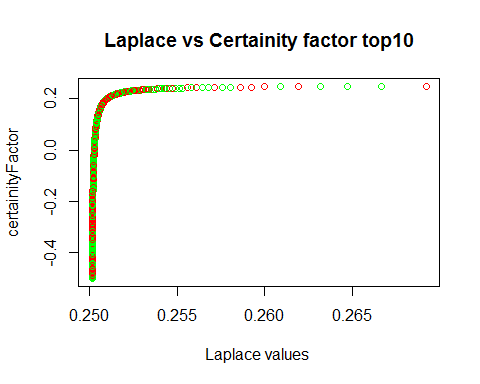 Laplace vs Certainity factor top10
certainityFactor
0.2
0.0
-0.2
-0.4
0.250 0.255 0.260 0.265
Laplace values